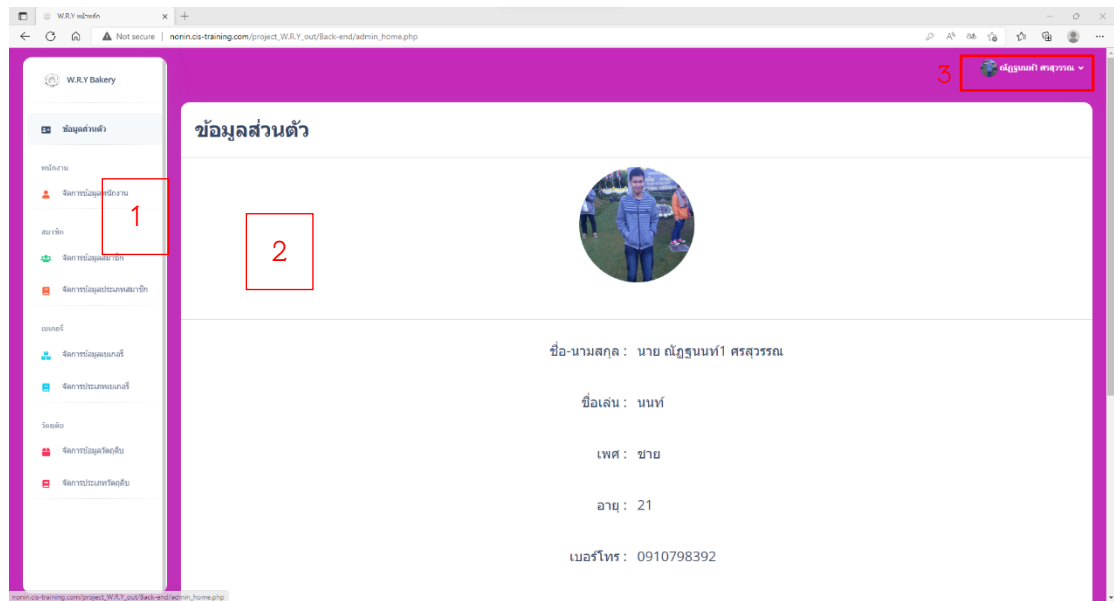 W.R.Y หน้าหลัก
Not secure
nonin.cis-training.com/project_W.R.Y_out/Back-end/admin_home.php
W.R.Y Bakery
3
ณัฏฐนนท์1 ศรสุวรรณ
ข้อมูลส่วนตัว
ข้อมูลส่วนตัว
พนักงาน
จัดการข้อมูลพนักงาน
1
สมาชิก
จัดการข้อมูลสมาชิก
จัดการข้อมูลประเภทสมาชิก
เบเกอรี่
จัดการข้อมูลเบเกอรี่
จัดการประเภทเบเกอรี่
วัตถุดิบ
จัดการข้อมูลวัตถุดิบ
จัดการประเภทวัตถุดิบ
2
ชื่อ-นามสกุล : นาย ณัฏฐนนท์1 ศรสุวรรณ
ชื่อเล่น : นนท์
เพศ : ชาย
อายุ : 21
เบอร์โทร : 0910798392
nonin.cis-training.com/project_W.R.Y_out/Back-end/admin_home.php